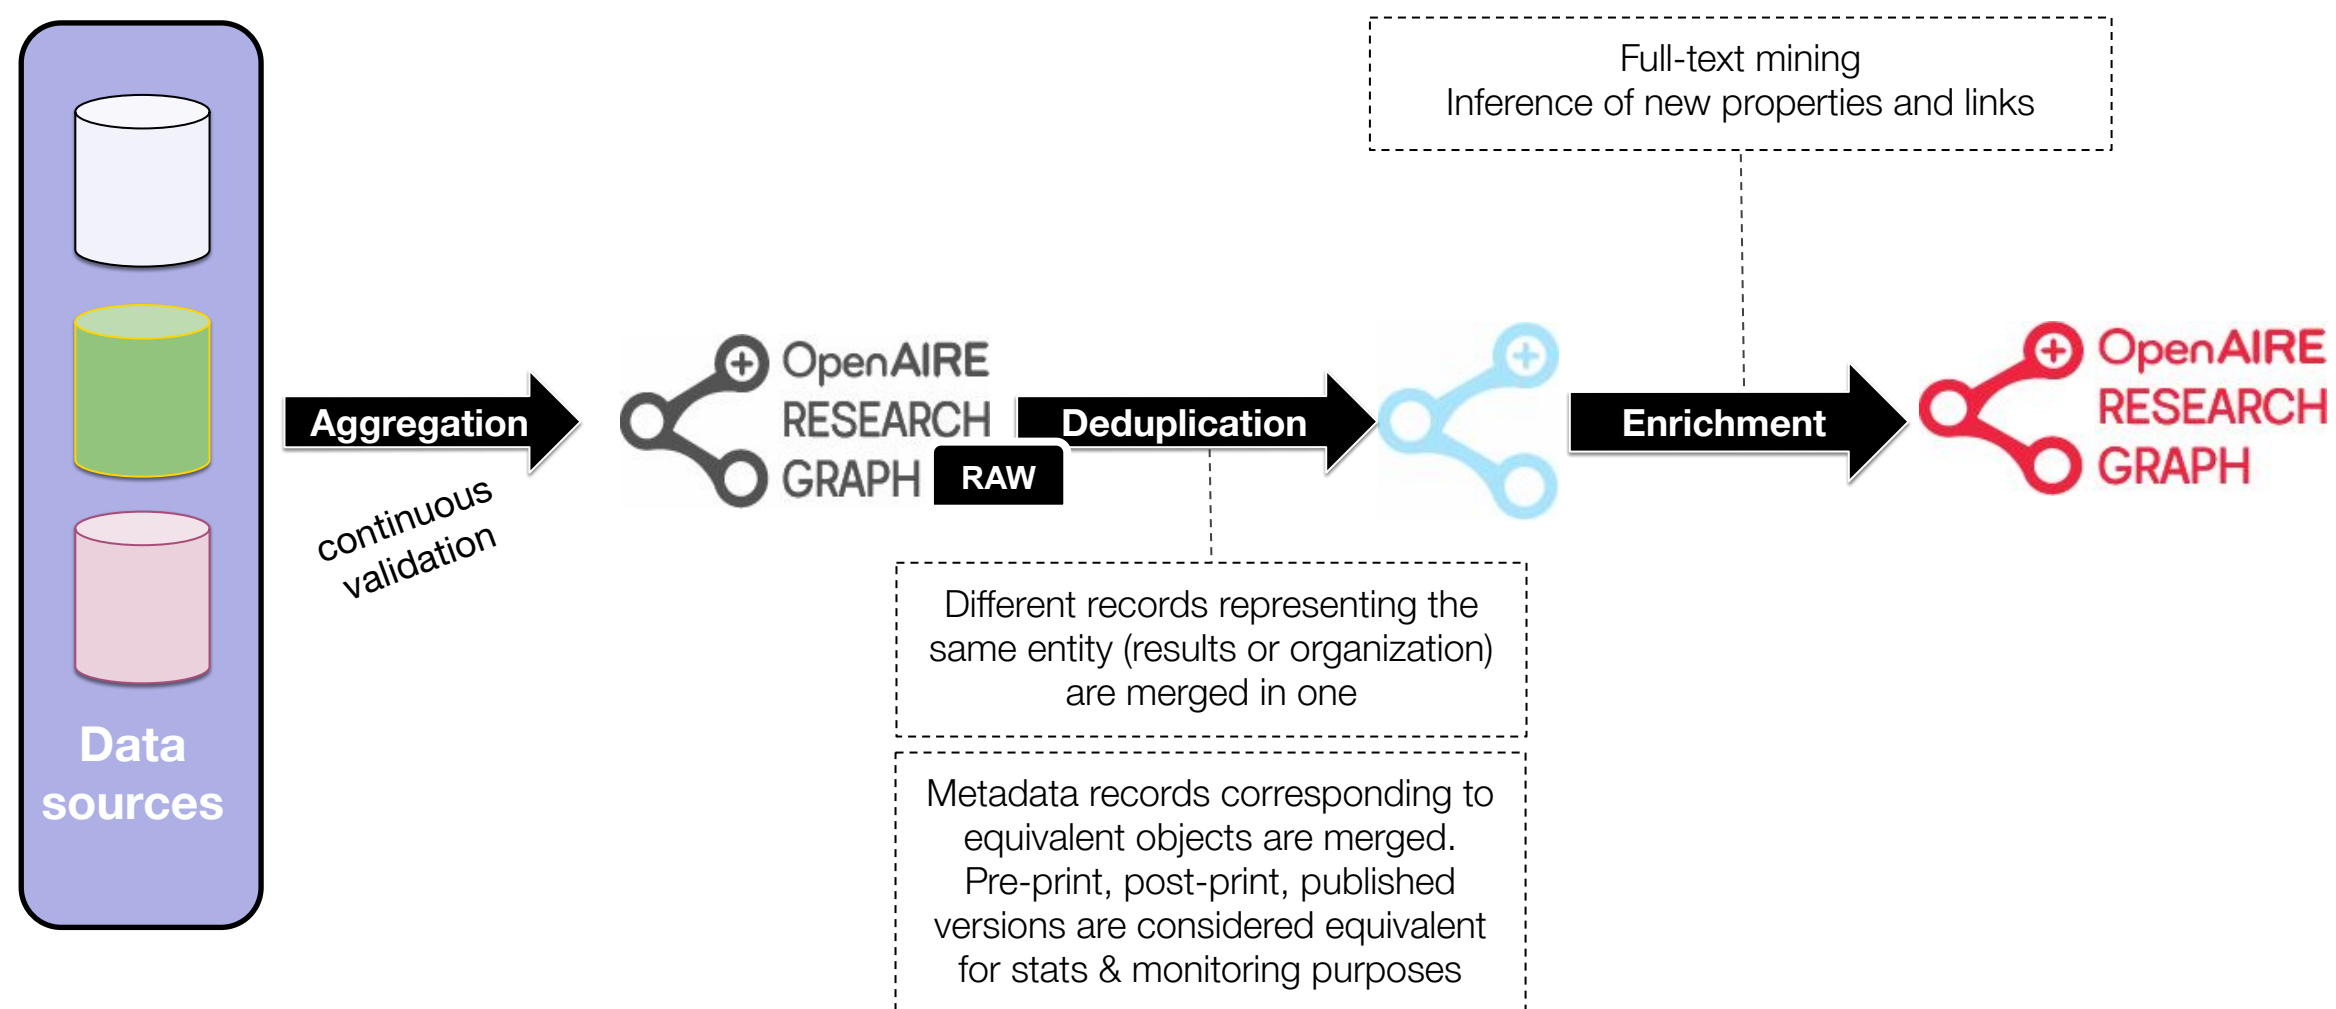 Data
sources
Aggregation
continuous
validation
OpenAIRE
RESEARCH
GRAPH
RAW
Deduplication
Different records representing the
same entity (results or organization)
are merged in one
Metadata records corresponding to
equivalent objects are merged.
Pre-print, post-print, published
versions are considered equivalent
for stats & monitoring purposes
Full-text mining
Inference of new properties and links
Enrichment
OpenAIRE
RESEARCH
GRAPH